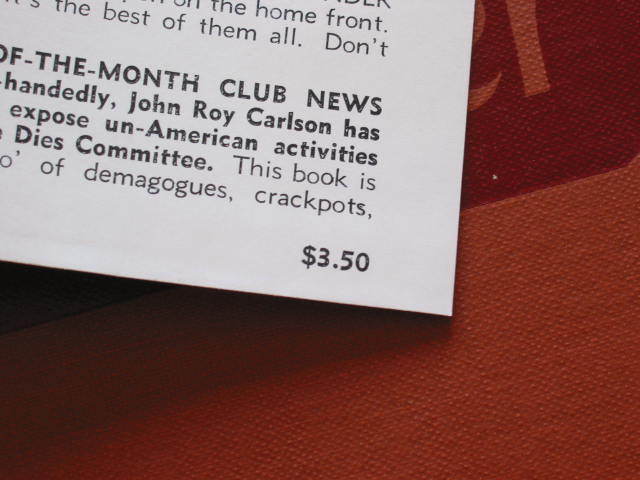 on the home front.
the best of them all. Don't
OF-THE-MONTH CLUB NEWS
-handedly, John Roy Carlson has
expose un-American activities
Dies Committee. This book is
o' of demagogues, crackpots,
$3.50